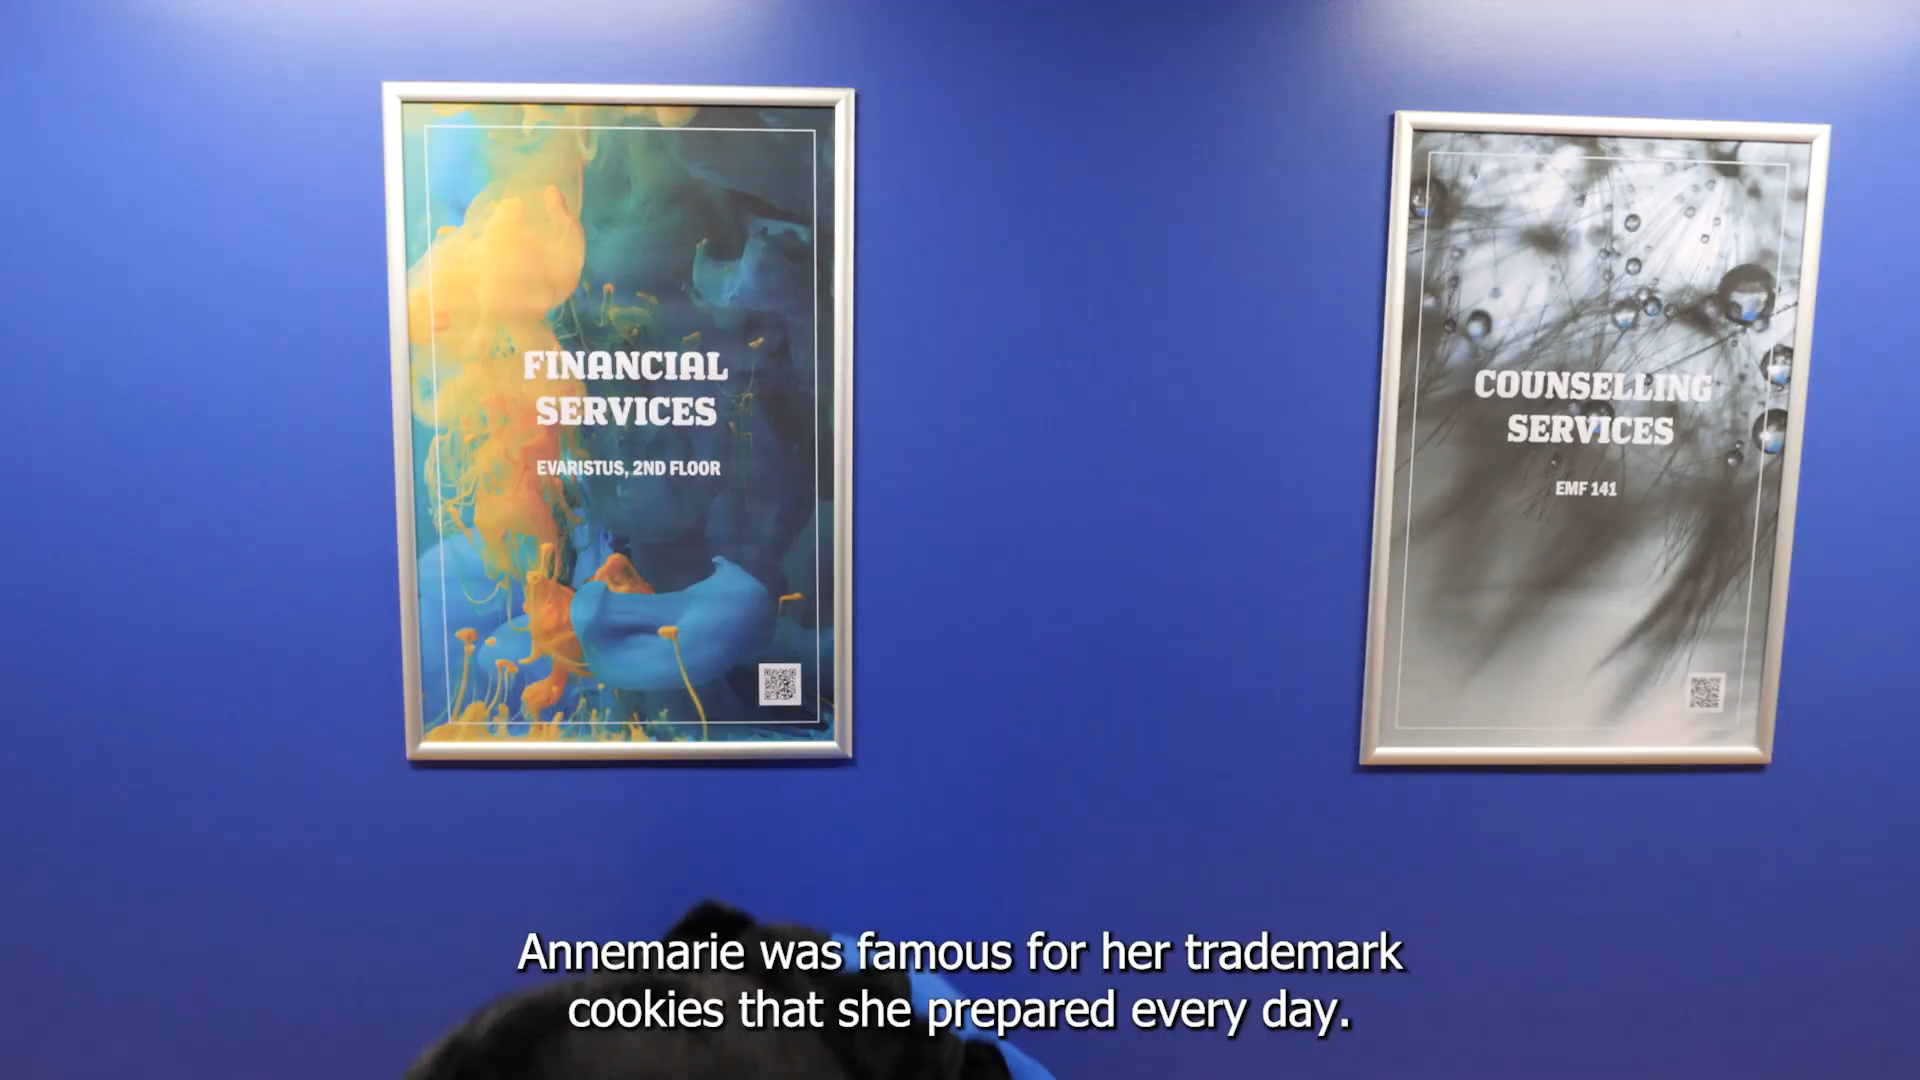 FINANCIAL
SERVICES
EVARISTUS, 2ND FLOOR
COUNSELLING
SERVICES
EMF 141
Annemarie was famous for her trademark
cookies that she prepared every day.